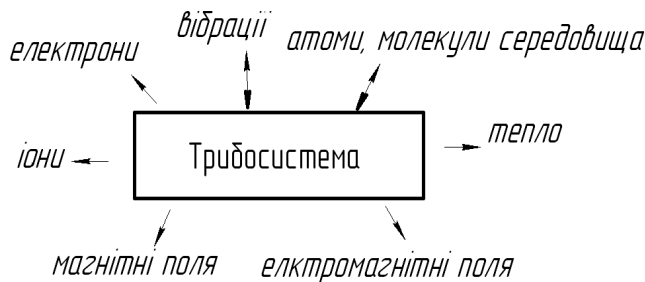 вібрації
атоми, молекули середовища
електрони
тепло
іони
Трибосистема
магнітні поля
елктромагнітні поля